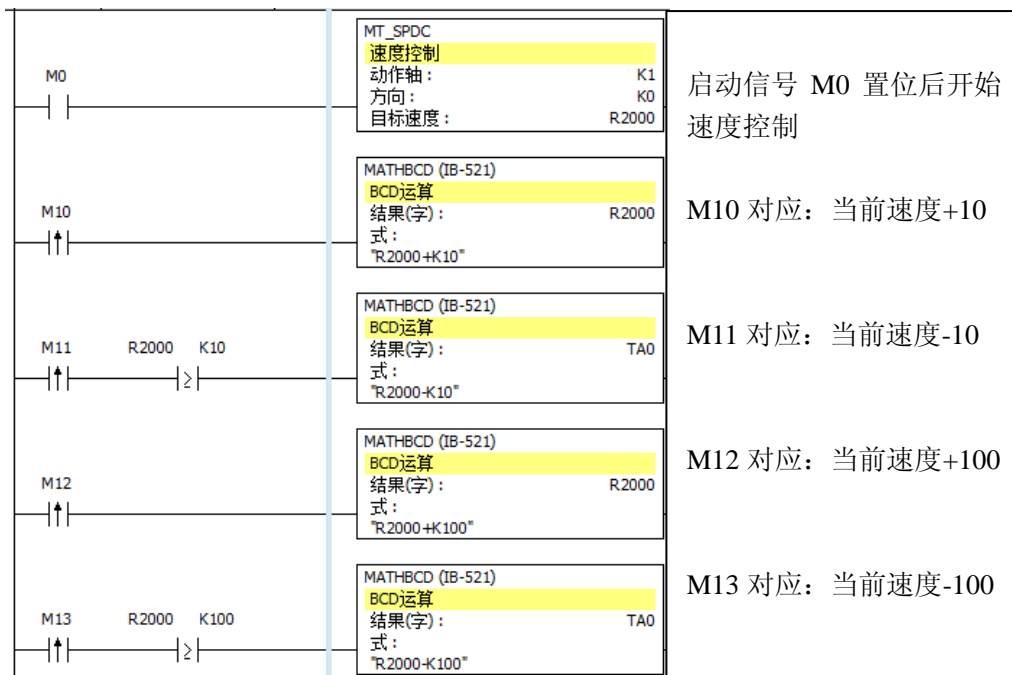 MT_SPDC
速度控制
M0
动作轴： K1
方向： K0
目标速度： R2000
启动信号 M0 置位后开始
速度控制
MATHBCD (IB-521)
BCD运算
M10
结果(字)： R2000
式：
"R2000+K10"
M10 对应：当前速度+10
MATHBCD (IB-521)
BCD运算
M11 R2000 K10
≥
结果(字)： TA0
式：
"R2000-K10"
M11 对应：当前速度-10
MATHBCD (IB-521)
BCD运算
M12
结果(字)： R2000
式：
"R2000+K100"
M12 对应：当前速度+100
MATHBCD (IB-521)
BCD运算
M13 R2000 K100
≥
结果(字)： TA0
式：
"R2000-K100"
M13 对应：当前速度-100